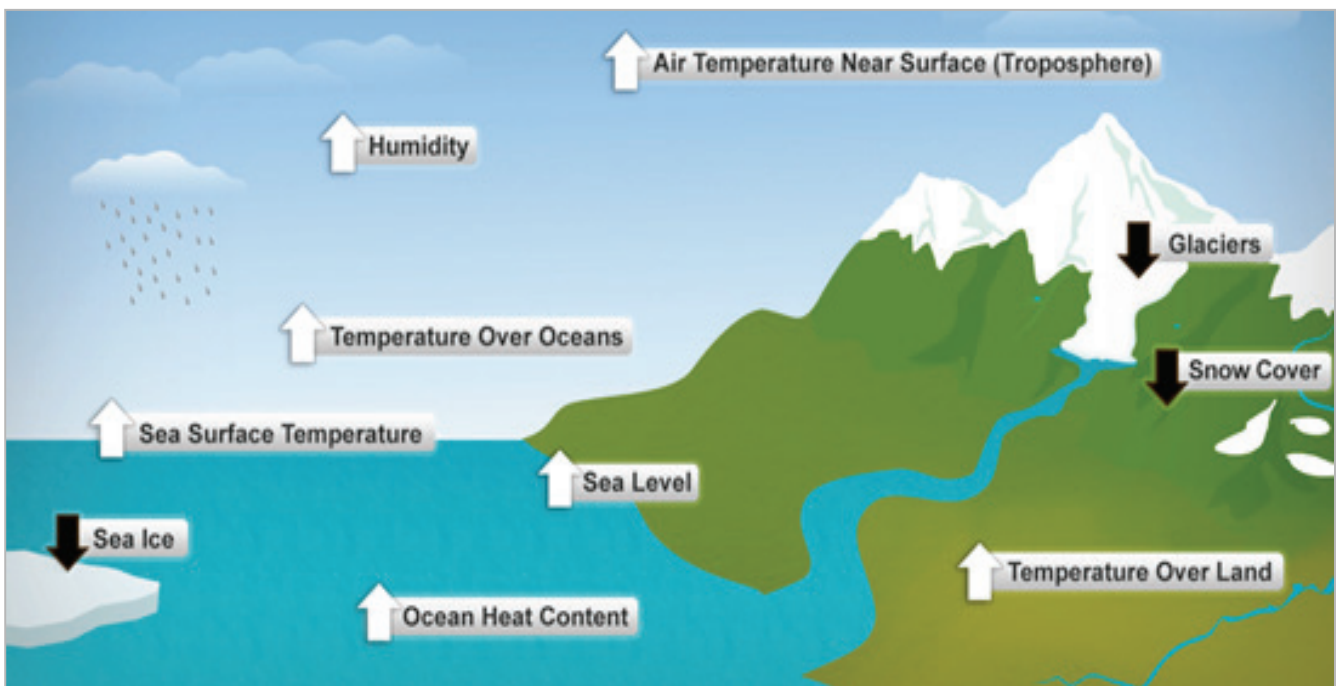 Air Temperature Near Surface (Troposphere)
Humidity
Glaciers
Temperature Over Oceans
Snow Cover
Sea Surface Temperature
Sea Level
Sea Ice
Temperature Over Land
Ocean Heat Content